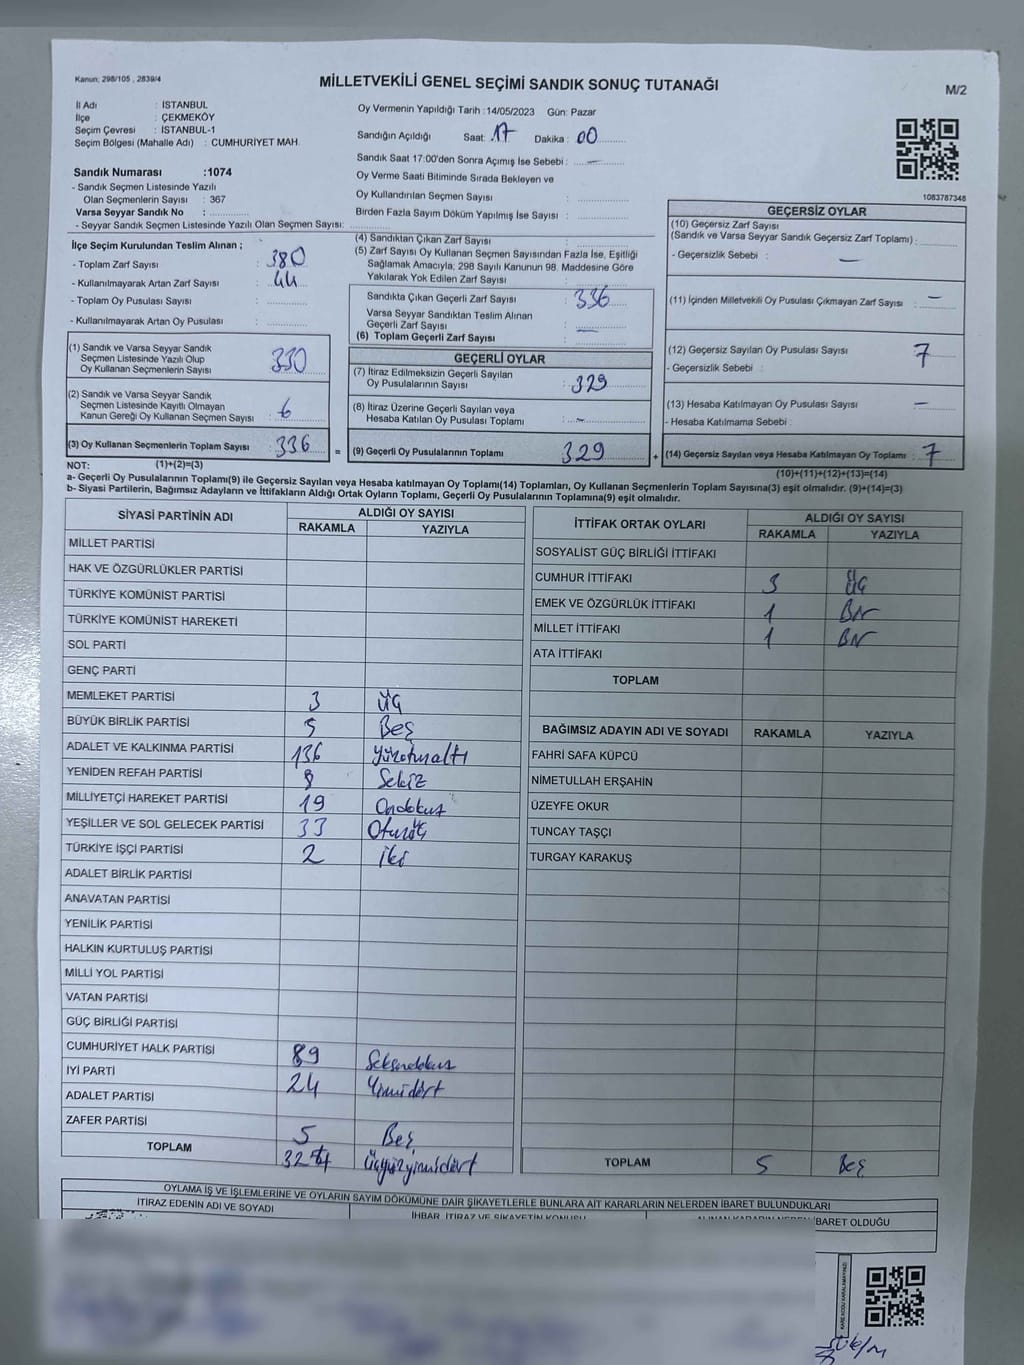 Kanun; 298/105 , 2839/4
MİLLETVEKİLİ GENEL SEÇİMİ SANDIK SONUÇ TUTANAĞI
M/2
İl Adı : İSTANBUL
İlçe : ÇEKMEKÖY
Seçim Çevresi : İSTANBUL-1
Seçim Bölgesi (Mahalle Adı) : CUMHURİYET MAH.
Sandık Numarası :1074
- Sandık Seçmen Listesinde Yazılı
Olan Seçmenlerin Sayısı : 367
Varsa Seyyar Sandık No :
- Seyyar Sandık Seçmen Listesinde Yazılı Olan Seçmen Sayısı:
Oy Vermenin Yapıldığı Tarih :14/05/2023 Gün: Pazar
Sandığın Açıldığı Saat: 17 Dakika : 00
Sandık Saat 17:00'den Sonra Açımış İse Sebebi : —
Oy Verme Saati Bitiminde Sırada Bekleyen ve
Oy Kullandırılan Seçmen Sayısı :
Birden Fazla Sayım Döküm Yapılmış İse Sayısı :
1083787348
İlçe Seçim Kurulundan Teslim Alınan ;
- Toplam Zarf Sayısı : 380
- Kullanılmayarak Artan Zarf Sayısı : 44
- Toplam Oy Pusulası Sayısı :
- Kullanılmayarak Artan Oy Pusulası :
(4) Sandıktan Çıkan Zarf Sayısı :
(5) Zarf Sayısı Oy Kullanan Seçmen Sayısından Fazla İse, Eşitliği
Sağlamak Amacıyla, 298 Sayılı Kanunun 98. Maddesine Göre
Yakılarak Yok Edilen Zarf Sayısı :
Sandıkta Çıkan Geçerli Zarf Sayısı : 336
Varsa Seyyar Sandıktan Teslim Alınan
Geçerli Zarf Sayısı : —
(6) Toplam Geçerli Zarf Sayısı :
GEÇERSİZ OYLAR
(10) Geçersiz Zarf Sayısı
(Sandık ve Varsa Seyyar Sandık Geçersiz Zarf Toplamı) :
- Geçersizlik Sebebi : —
(11) İçinden Milletvekili Oy Pusulası Çıkmayan Zarf Sayısı : —
(12) Geçersiz Sayılan Oy Pusulası Sayısı : 7
- Geçersizlik Sebebi :
(13) Hesaba Katılmayan Oy Pusulası Sayısı : —
- Hesaba Katılmama Sebebi :
(14) Geçersiz Sayılan veya Hesaba Katılmayan Oy Toplamı : 7
(1) Sandık ve Varsa Seyyar Sandık
Seçmen Listesinde Yazılı Olup
Oy Kullanan Seçmenlerin Sayısı : 330
(2) Sandık ve Varsa Seyyar Sandık
Seçmen Listesinde Kayıtlı Olmayan
Kanun Gereği Oy Kullanan Seçmen Sayısı : 6
(3) Oy Kullanan Seçmenlerin Toplam Sayısı : 336 =
GEÇERLİ OYLAR
(7) İtiraz Edilmeksizin Geçerli Sayılan
Oy Pusulalarının Sayısı : 329
(8) İtiraz Üzerine Geçerli Sayılan veya
Hesaba Katılan Oy Pusulası Toplamı : —
(9) Geçerli Oy Pusulalarının Toplamı : 329 +
NOT: (1)+(2)=(3)
(10)+(11)+(12)+(13)=(14)
a- Geçerli Oy Pusulalarının Toplamı(9) ile Geçersiz Sayılan veya Hesaba katılmayan Oy Toplamı(14) Toplamları, Oy Kullanan Seçmenlerin Toplam Sayısına(3) eşit olmalıdır. (9)+(14)=(3)
b- Siyasi Partilerin, Bağımsız Adayların ve İttifakların Aldığı Ortak Oyların Toplamı, Geçerli Oy Pusulalarının Toplamına(9) eşit olmalıdır.
SİYASİ PARTİNİN ADI ALDIĞI OY SAYISI
RAKAMLA YAZIYLA
MİLLET PARTİSİ
HAK VE ÖZGÜRLÜKLER PARTİSİ
TÜRKİYE KOMÜNİST PARTİSİ
TÜRKİYE KOMÜNİST HAREKETİ
SOL PARTİ
GENÇ PARTİ
MEMLEKET PARTİSİ 3 Üç
BÜYÜK BİRLİK PARTİSİ 5 Beş
ADALET VE KALKINMA PARTİSİ 136 yüzotuzaltı
YENİDEN REFAH PARTİSİ 8 Sekiz
MİLLİYETÇİ HAREKET PARTİSİ 19 Ondokuz
YEŞİLLER VE SOL GELECEK PARTİSİ 33 Otuzüç
TÜRKİYE İŞÇİ PARTİSİ 2 iki
ADALET BİRLİK PARTİSİ
ANAVATAN PARTİSİ
YENİLİK PARTİSİ
HALKIN KURTULUŞ PARTİSİ
MİLLİ YOL PARTİSİ
VATAN PARTİSİ
GÜÇ BİRLİĞİ PARTİSİ
CUMHURİYET HALK PARTİSİ 89 Seksendokuz
İYİ PARTİ 24 Yirmidört
ADALET PARTİSİ
ZAFER PARTİSİ 5 Beş
TOPLAM 324 Üçyüzyirmidört
İTTİFAK ORTAK OYLARI ALDIĞI OY SAYISI
RAKAMLA YAZIYLA
SOSYALİST GÜÇ BİRLİĞİ İTTİFAKI
CUMHUR İTTİFAKI 3 Üç
EMEK VE ÖZGÜRLÜK İTTİFAKI 1 Bir
MİLLET İTTİFAKI 1 Bir
ATA İTTİFAKI
TOPLAM
BAĞIMSIZ ADAYIN ADI VE SOYADI RAKAMLA YAZIYLA
FAHRİ SAFA KÜPCÜ
NİMETULLAH ERŞAHİN
ÜZEYFE OKUR
TUNCAY TAŞÇI
TURGAY KARAKUŞ
TOPLAM 5 Beş
OYLAMA İŞ VE İŞLEMLERİNE VE OYLARIN SAYIM DÖKÜMÜNE DAİR ŞİKAYETLERLE BUNLARA AİT KARARLARIN NELERDEN İBARET BULUNDUKLARI
İTİRAZ EDENİN ADI VE SOYADI
İHBAR, İTİRAZ VE ŞİKAYETİN KONUSU
İBARET OLDUĞU